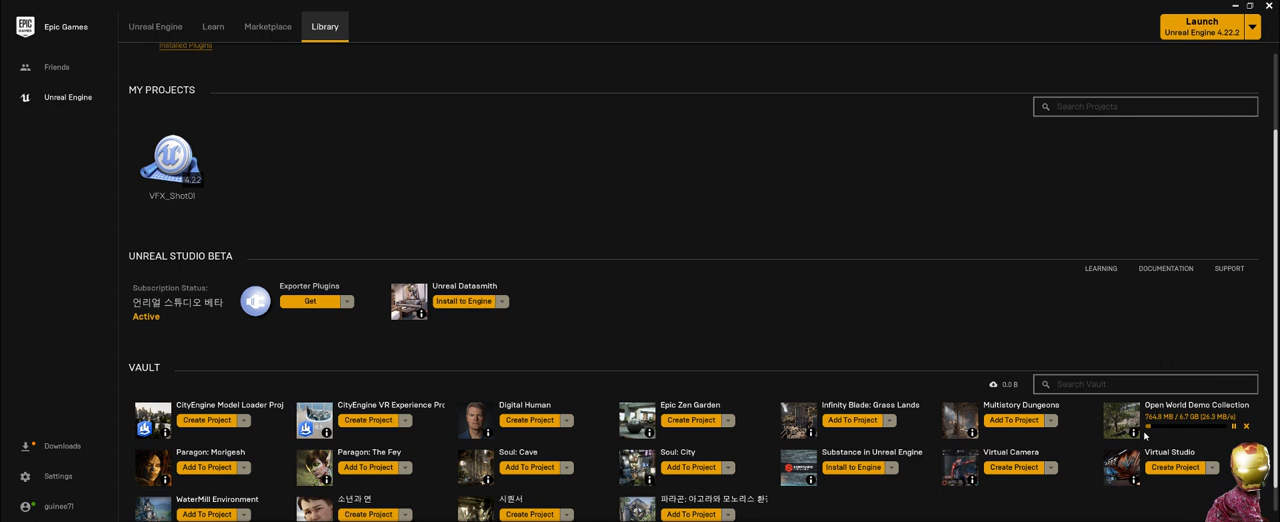 Epic Games
Unreal Engine
Learn
Marketplace
Library
Launch
Unreal Engine 4.22.2
Installed Plugins
Friends
Unreal Engine
MY PROJECTS
Search Projects
4.22
VFX_Shot01
UNREAL STUDIO BETA
LEARNING
DOCUMENTATION
SUPPORT
Subscription Status:
언리얼 스튜디오 베타
Active
Exporter Plugins
Get
Unreal Datasmith
Install to Engine
VAULT
0.0 B
Search Vault
CityEngine Model Loader Proj
Create Project
CityEngine VR Experience Prc
Create Project
Digital Human
Create Project
Epic Zen Garden
Create Project
Infinity Blade: Grass Lands
Add To Project
Multistory Dungeons
Add To Project
Open World Demo Collection
764.8 MB / 6.7 GB (26.3 MB/s)
Paragon: Morigesh
Add To Project
Paragon: The Fey
Add To Project
Soul: Cave
Create Project
Soul: City
Add To Project
Substance in Unreal Engine
Install to Engine
Virtual Camera
Create Project
Virtual Studio
Create Project
WaterMill Environment
Add To Project
소년과 연
Create Project
시퀀서
Create Project
파라곤: 아고라와 모노리스 환경
Add To Project
Downloads
Settings
guinee71